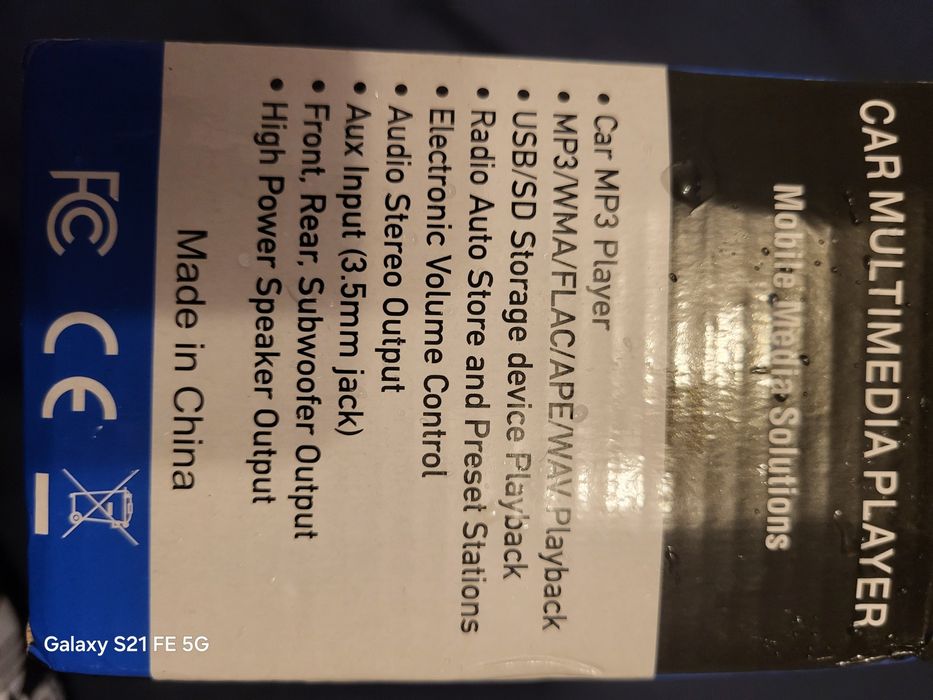 CAR MULTIMEDIA PLAYER
Mobile Media Solutions
• Car MP3 Player
• MP3/WMA/FLAC/APE/WAV Playback
• USB/SD Storage device Playback
• Radio Auto Store and Preset Stations
• Electronic Volume Control
• Audio Stereo Output
• Aux Input (3.5mm jack)
• Front, Rear, Subwoofer Output
• High Power Speaker Output
Made in China
FC CE
Galaxy S21 FE 5G